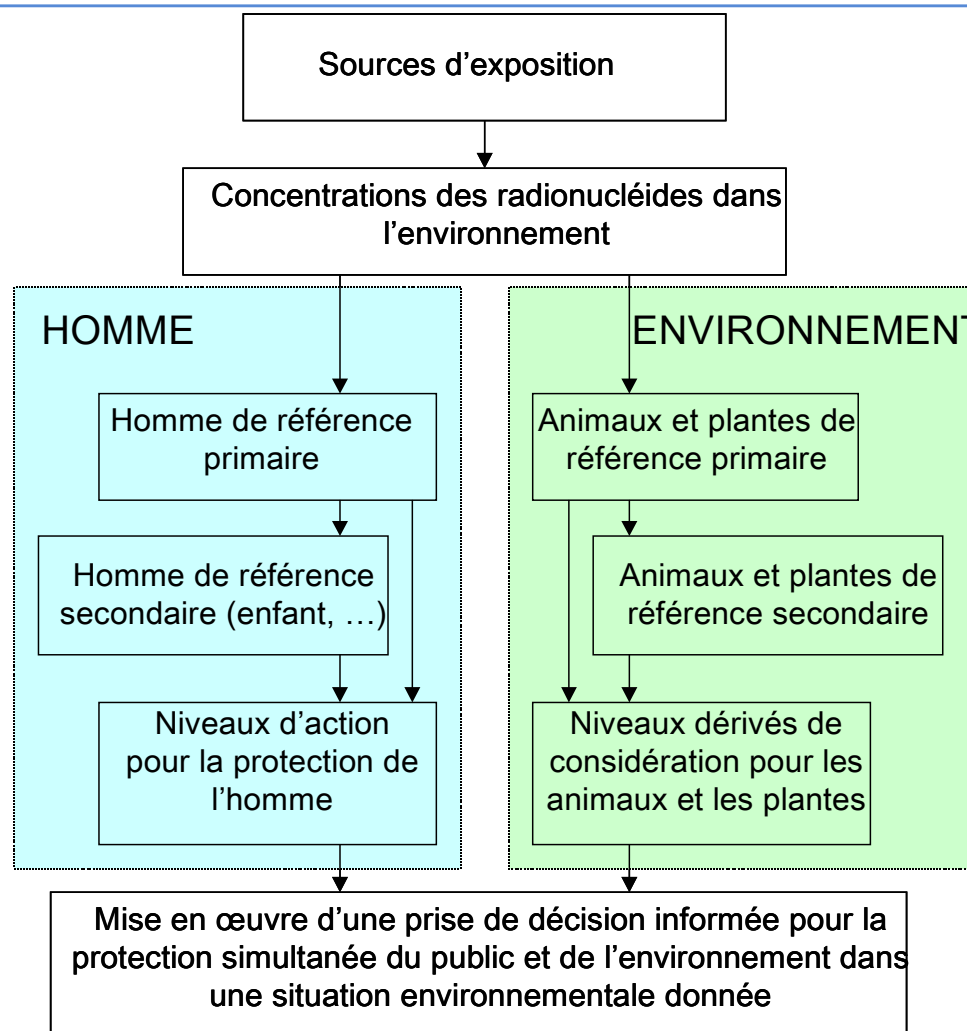 Sources d’exposition
Concentrations des radionucléides dans
l’environnement
HOMME
Homme de référence
primaire
Homme de référence
secondaire (enfant, …)
Niveaux d’action
pour la protection de
l’homme
ENVIRONNEMENT
Animaux et plantes de
référence primaire
Animaux et plantes de
référence secondaire
Niveaux dérivés de
considération pour les
animaux et les plantes
Mise en œuvre d’une prise de décision informée pour la
protection simultanée du public et de l’environnement dans
une situation environnementale donnée